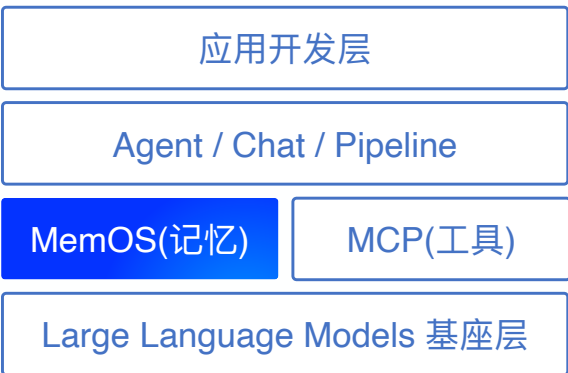 应用开发层
Agent / Chat / Pipeline
MemOS(记忆) MCP(工具)
Large Language Models 基座层